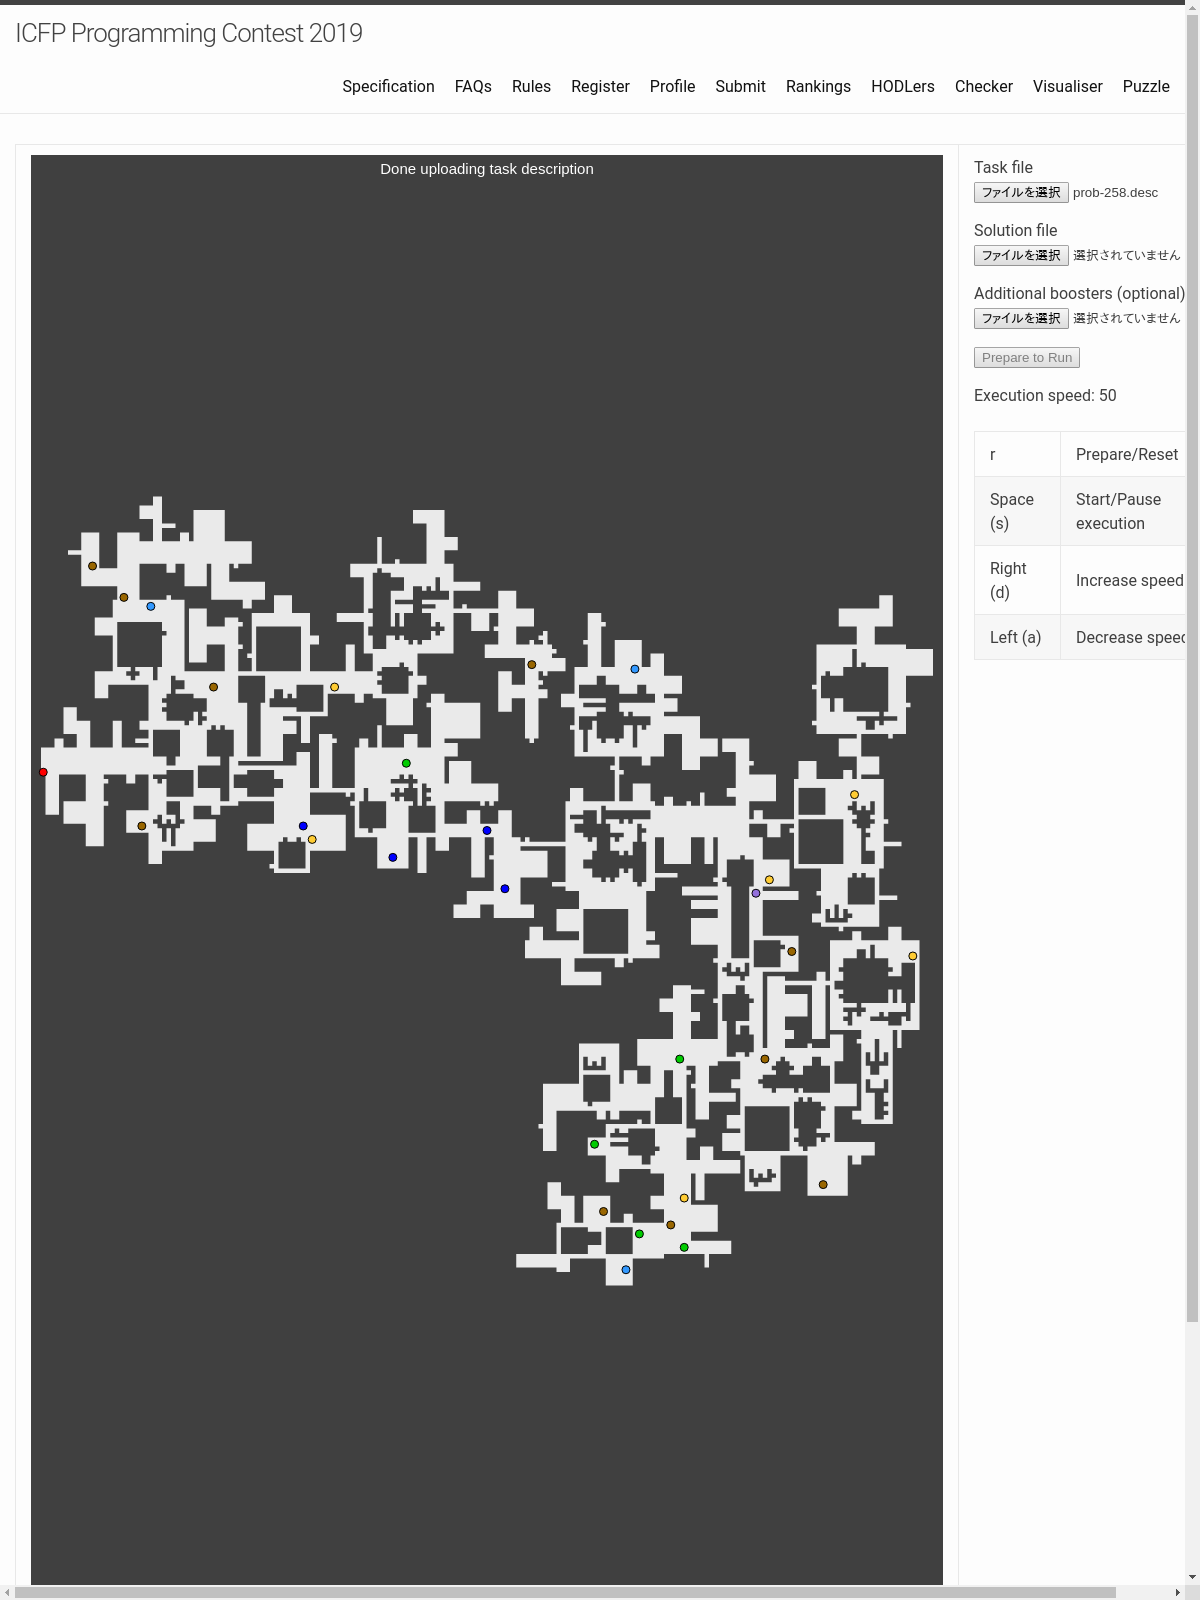 ICFP Programming Contest 2019
Specification FAQs Rules Register Profile Submit Rankings HODLers Checker Visualiser Puzzle
Done uploading task description
Task file
ファイルを選択 prob-258.desc
Solution file
ファイルを選択 選択されていません
Additional boosters (optional)
ファイルを選択 選択されていません
Prepare to Run
Execution speed: 50
r Prepare/Reset
Space (s) Start/Pause execution
Right (d) Increase speed
Left (a) Decrease speed